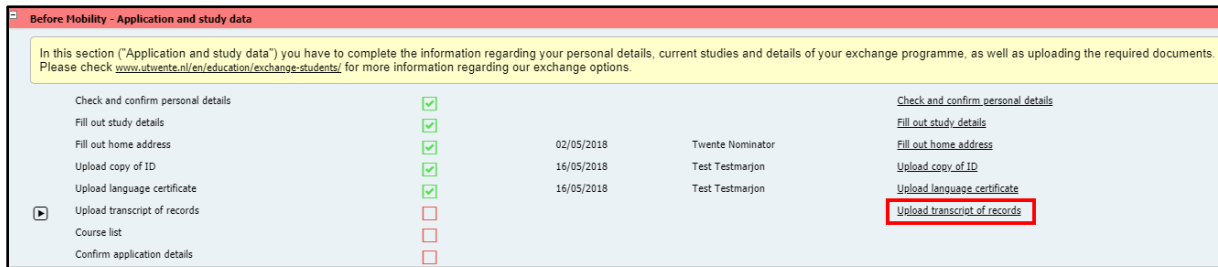 Before Mobility - Application and study data
In this section ("Application and study data") you have to complete the information regarding your personal details, current studies and details of your exchange programme, as well as uploading the required documents.
Please check www.utwente.nl/en/education/exchange-students/ for more information regarding our exchange options.
Check and confirm personal details Check and confirm personal details
Fill out study details Fill out study details
Fill out home address 02/05/2018 Twente Nominator Fill out home address
Upload copy of ID 16/05/2018 Test Testmarjon Upload copy of ID
Upload language certificate 16/05/2018 Test Testmarjon Upload language certificate
Upload transcript of records Upload transcript of records
Course list
Confirm application details